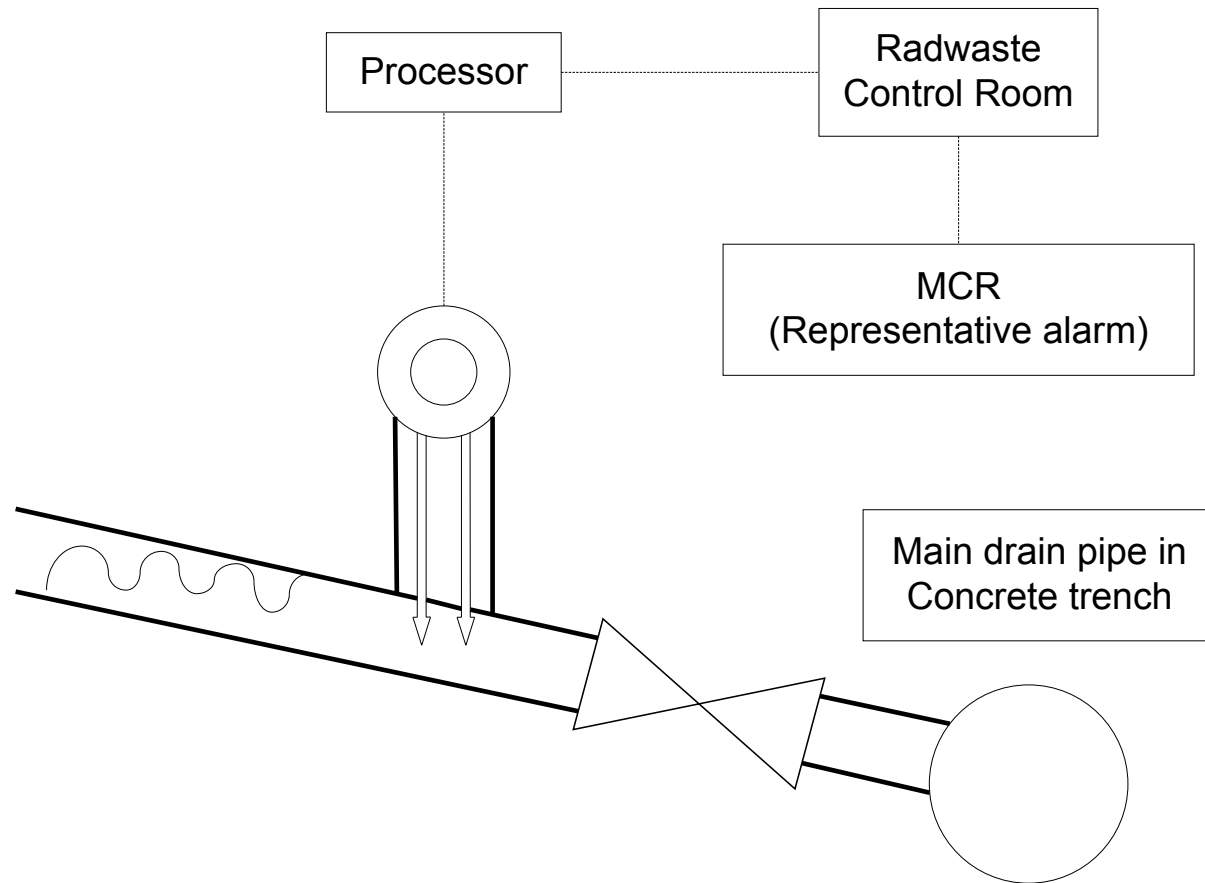 Processor
Radwaste
Control Room
MCR
(Representative alarm)
Main drain pipe in
Concrete trench